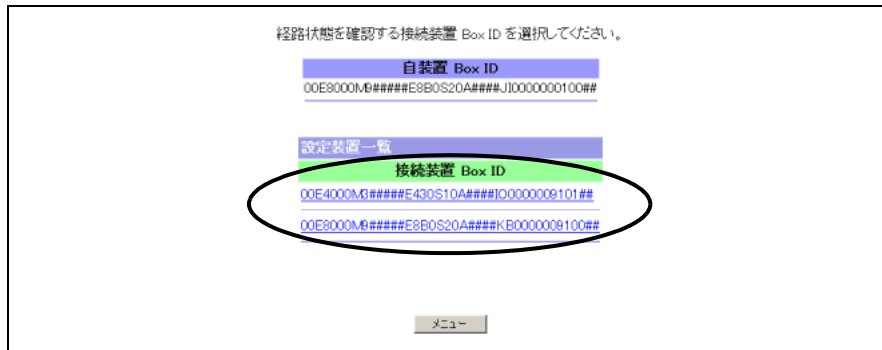 経路状態を確認する接続装置 Box ID を選択してください。
自装置 Box ID
00E8000M9#####E8B0S20A####JI0000000100##
設定装置一覧
接続装置 Box ID
00E4000M3#####E430S10A####IO0000009101##
00E8000M9#####E8B0S20A####KB0000009100##
メニュー